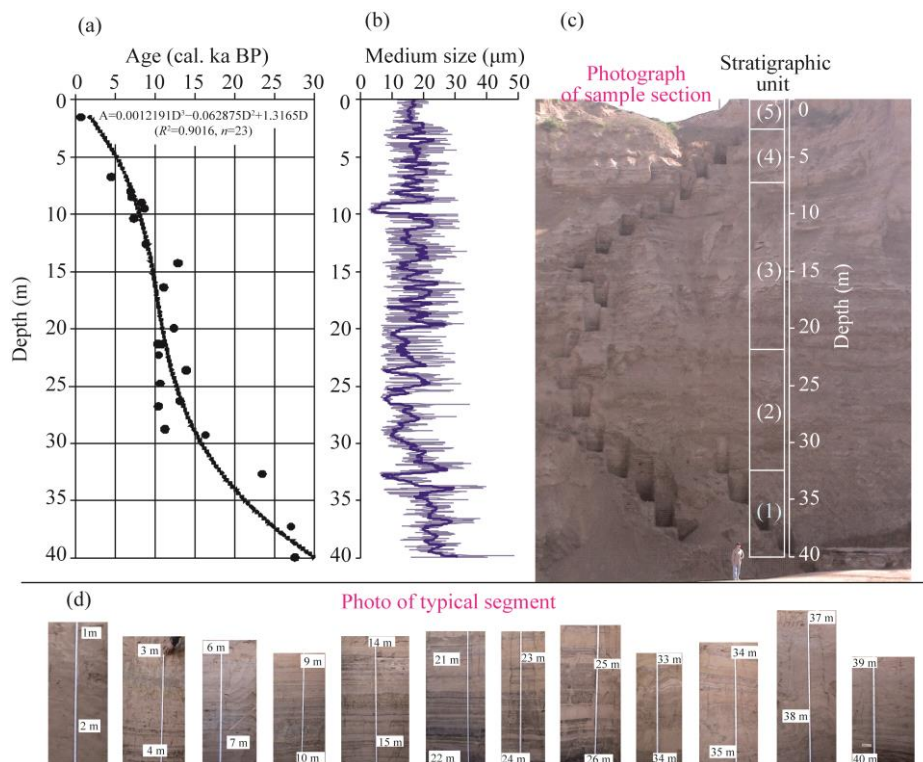 (a)
Age (cal. ka BP)
0 5 10 15 20 25 30
A=0.0012191D³−0.062875D²+1.3165D
(R²=0.9016, n=23)
Depth (m)
0
5
10
15
20
25
30
35
40
(b)
Medium size (μm)
0 10 20 30 40 50
(c)
Photograph
of sample section
Stratigraphic
unit
(5)
(4)
(3)
(2)
(1)
0
5
10
15
20
25
30
35
40
Depth (m)
(d)
Photo of typical segment
1m
2 m
3 m
4 m
6 m
7 m
9 m
10 m
14 m
15 m
21 m
22 m
23 m
24 m
25 m
26 m
33 m
34 m
34 m
35 m
37 m
38 m
39 m
40 m